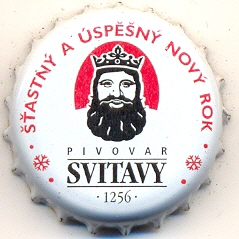 · ŠŤASTNÝ A ÚSPĚŠNÝ NOVÝ ROK ·
PIVOVAR
SVITAVY
· 1256 ·